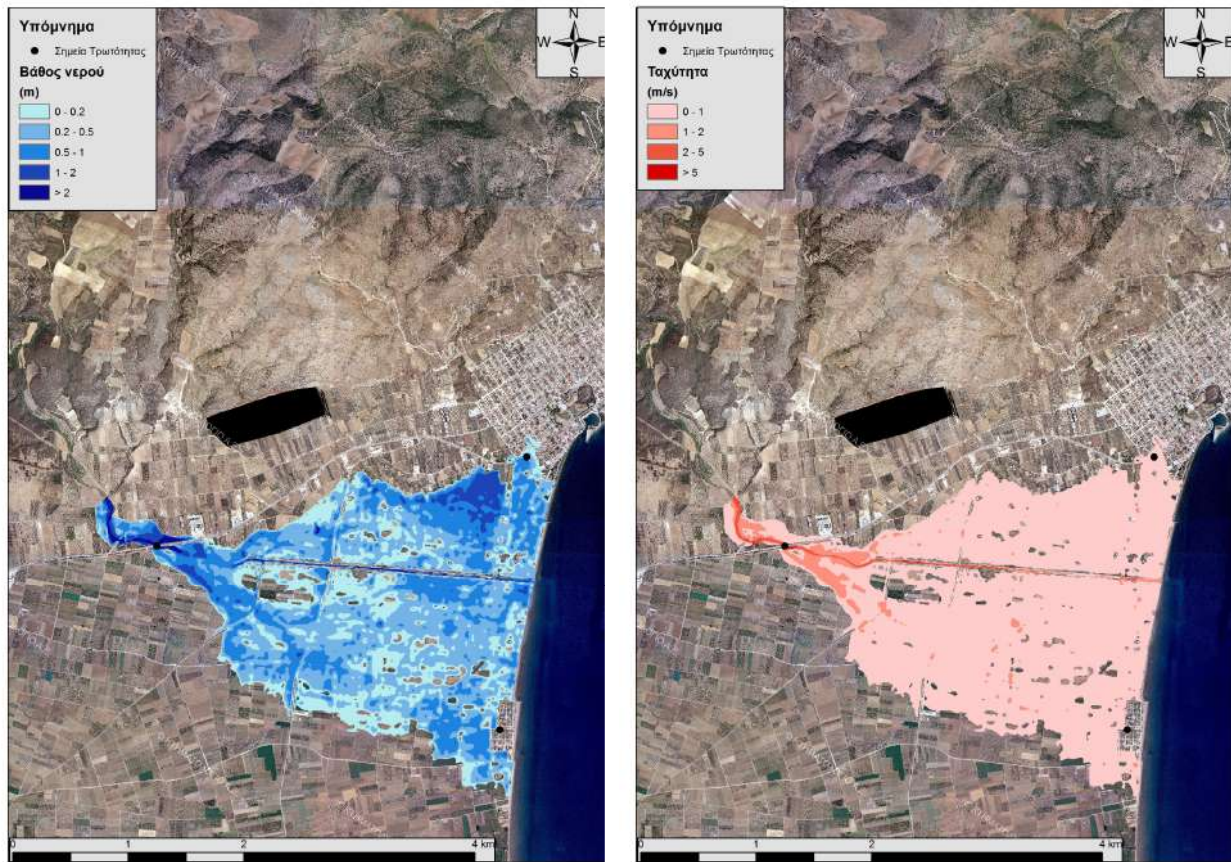 Υπόμνημα
Σημεία Τρωτότητας
Βάθος νερού
(m)
0 - 0.2
0.2 - 0.5
0.5 - 1
1 - 2
> 2
N
W E
S
0 1 2 4 km
Υπόμνημα
Σημεία Τρωτότητας
Ταχύτητα
(m/s)
0 - 1
1 - 2
2 - 5
> 5
N
W E
S
0 1 2 4 km